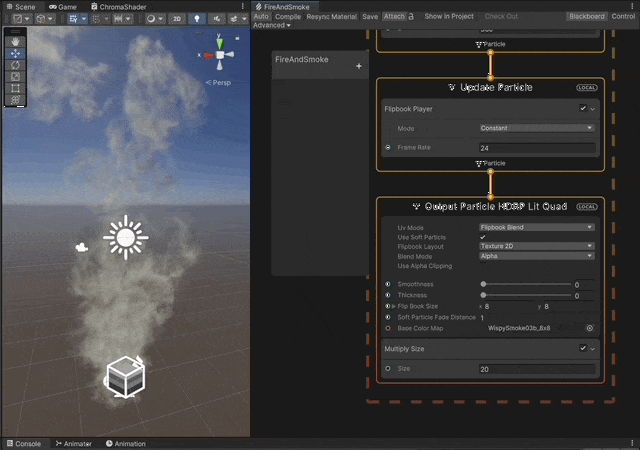 Scene Game ChromaShader
2D
y
x
Persp
FireAndSmoke
Auto Compile Resync Material Save Attach Show in Project Check Out Blackboard Control
Advanced
FireAndSmoke
+
Particle
Update Particle LOCAL
Flipbook Player
Mode Constant
Frame Rate 24
Particle
Output Particle HDRP Lit Quad LOCAL
Uv Mode Flipbook Blend
Use Soft Particle
Flipbook Layout Texture 2D
Blend Mode Alpha
Use Alpha Clipping
Smoothness 0
Thickness 0
Flip Book Size x 8 y 8
Soft Particle Fade Distance 1
Base Color Map WispySmoke03b_8x8
Multiply Size
Size 20
Console Animator Animation